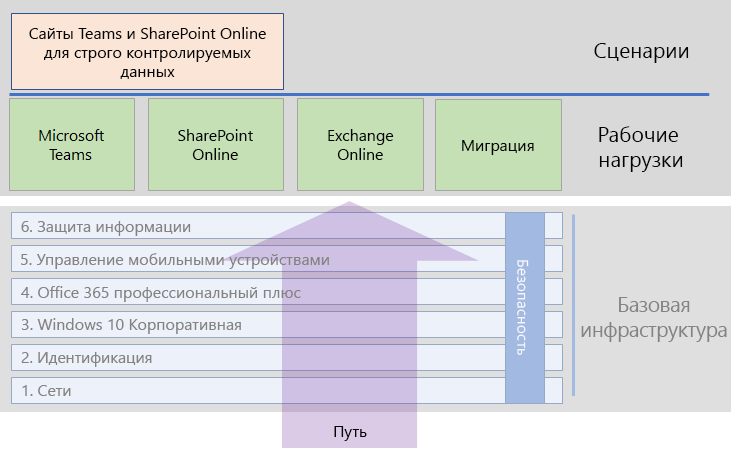 Сайты Teams и SharePoint Online
для строго контролируемых
данных
Сценарии
Microsoft
Teams
SharePoint
Online
Exchange
Online
Миграция
Рабочие
нагрузки
6. Защита информации
5. Управление мобильными устройствами
4. Office 365 профессиональный плюс
3. Windows 10 Корпоративная
2. Идентификация
1. Сети
Безопасность
Базовая
инфраструктура
Путь